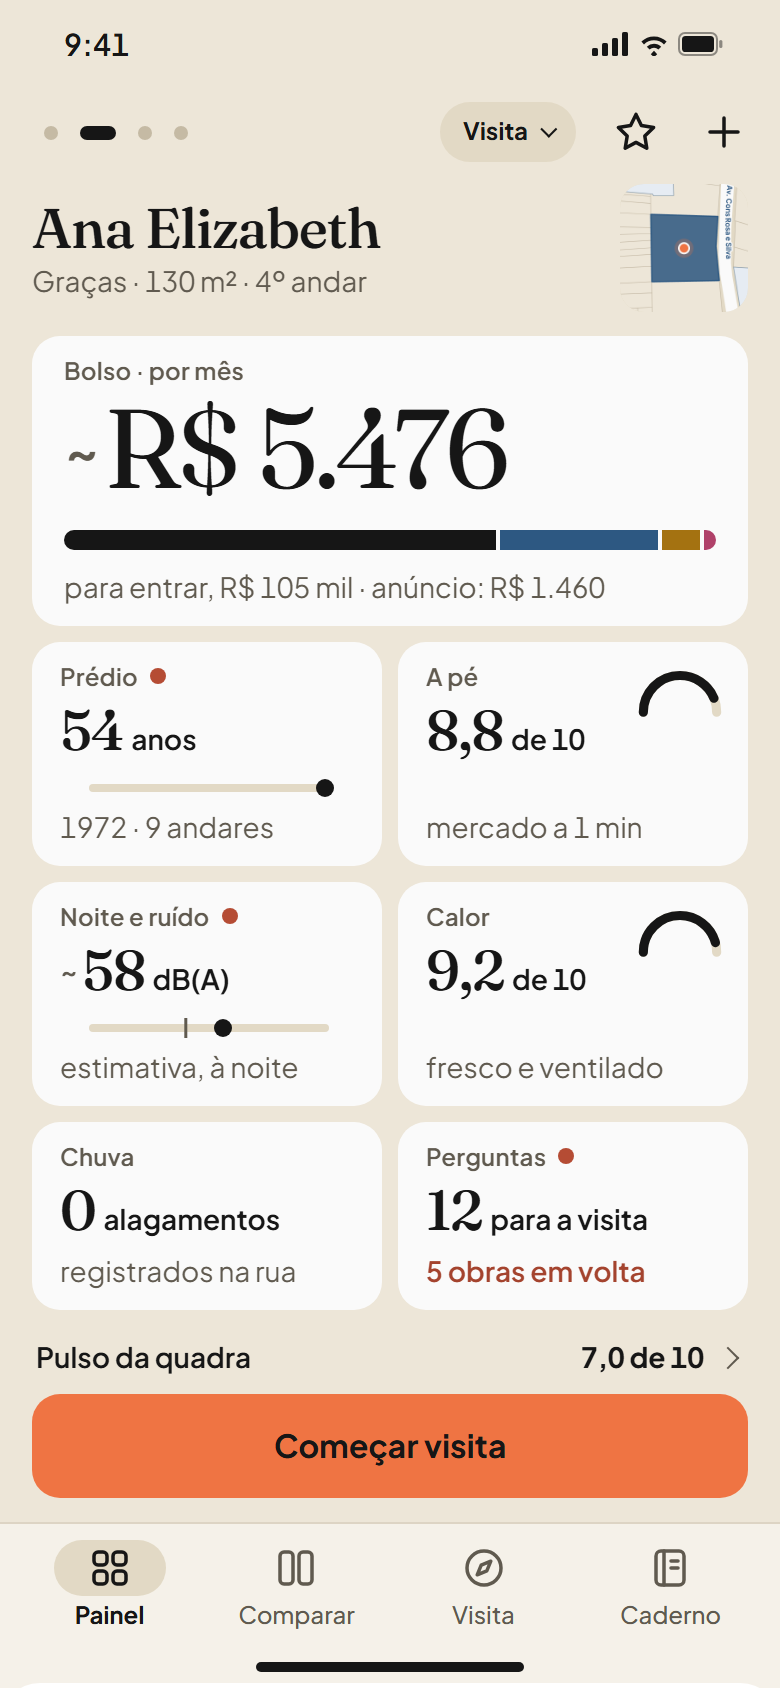 9:41
Visita
Ana Elizabeth
Graças · 130 m² · 4º andar
Av. Cons Rosa e Silva
Bolso · por mês
~R$ 5.476
para entrar, R$ 105 mil · anúncio: R$ 1.460
Prédio
54 anos
1972 · 9 andares
A pé
8,8 de 10
mercado a 1 min
Noite e ruído
~58 dB(A)
estimativa, à noite
Calor
9,2 de 10
fresco e ventilado
Chuva
0 alagamentos
registrados na rua
Perguntas
12 para a visita
5 obras em volta
Pulso da quadra
7,0 de 10
Começar visita
Painel
Comparar
Visita
Caderno